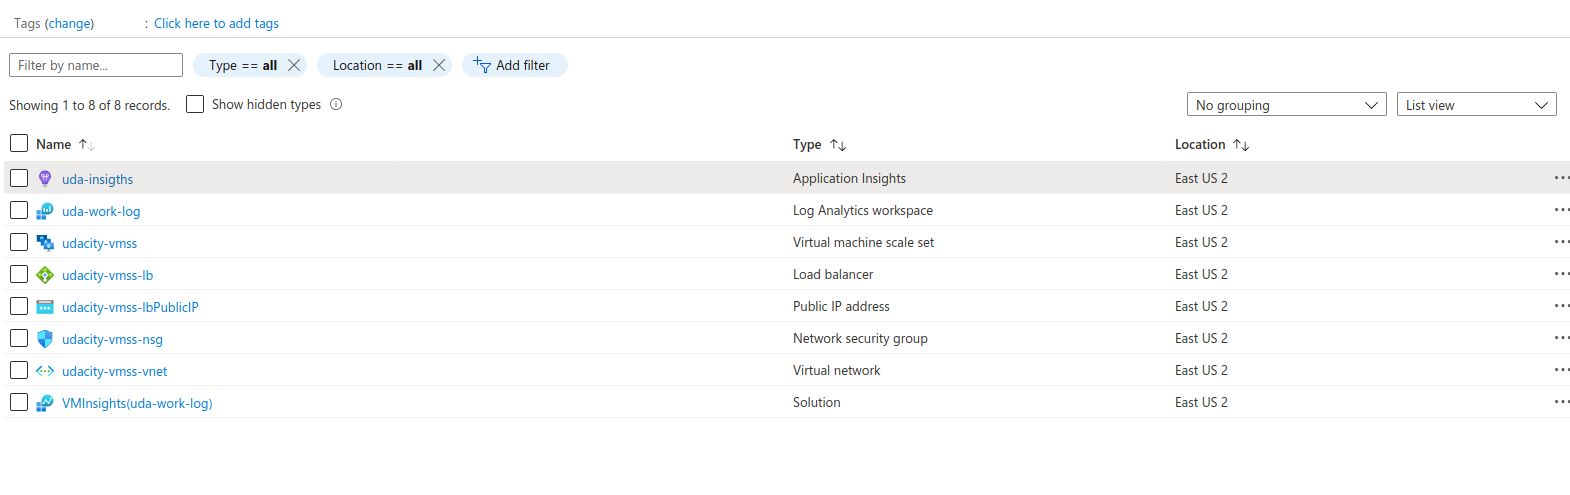 Tags (change) : Click here to add tags
Filter by name... Type == all Location == all Add filter
Showing 1 to 8 of 8 records. Show hidden types No grouping List view
Name Type Location
uda-insigths Application Insights East US 2
uda-work-log Log Analytics workspace East US 2
udacity-vmss Virtual machine scale set East US 2
udacity-vmss-lb Load balancer East US 2
udacity-vmss-lbPublicIP Public IP address East US 2
udacity-vmss-nsg Network security group East US 2
udacity-vmss-vnet Virtual network East US 2
VMInsights(uda-work-log) Solution East US 2